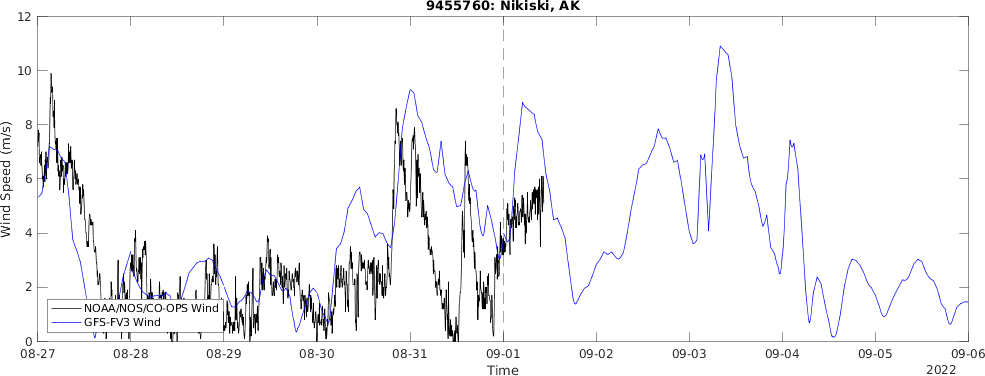 9455760: Nikiski, AK
12
10
8
6
4
2
0
Wind Speed (m/s)
NOAA/NOS/CO-OPS Wind
GFS-FV3 Wind
08-27 08-28 08-29 08-30 08-31 09-01 09-02 09-03 09-04 09-05 09-06
Time
2022